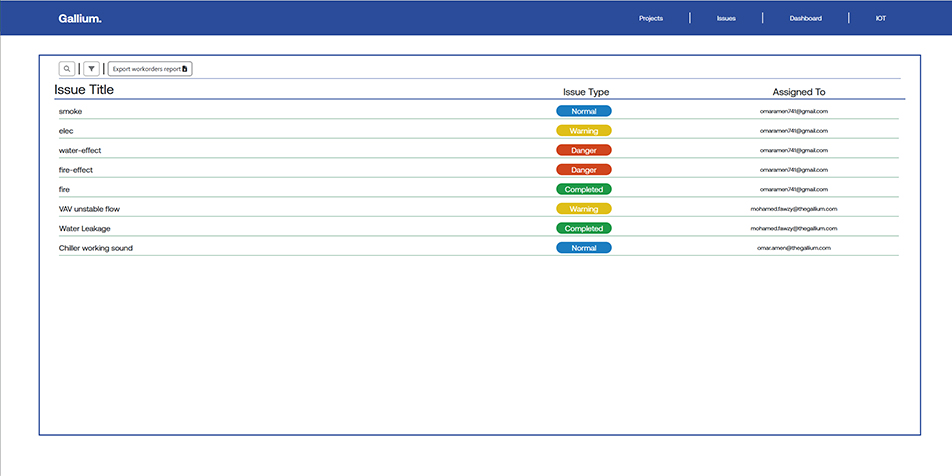 Gallium. Projects Issues Dashboard IOT
Export workorders report
Issue Title Issue Type Assigned To
smoke Normal omaramen741@gmail.com
elec Warning omaramen741@gmail.com
water-effect Danger omaramen741@gmail.com
fire-effect Danger omaramen741@gmail.com
fire Completed omaramen741@gmail.com
VAV unstable flow Warning mohamed.fawzy@thegallium.com
Water Leakage Completed mohamed.fawzy@thegallium.com
Chiller working sound Normal omar.amen@thegallium.com